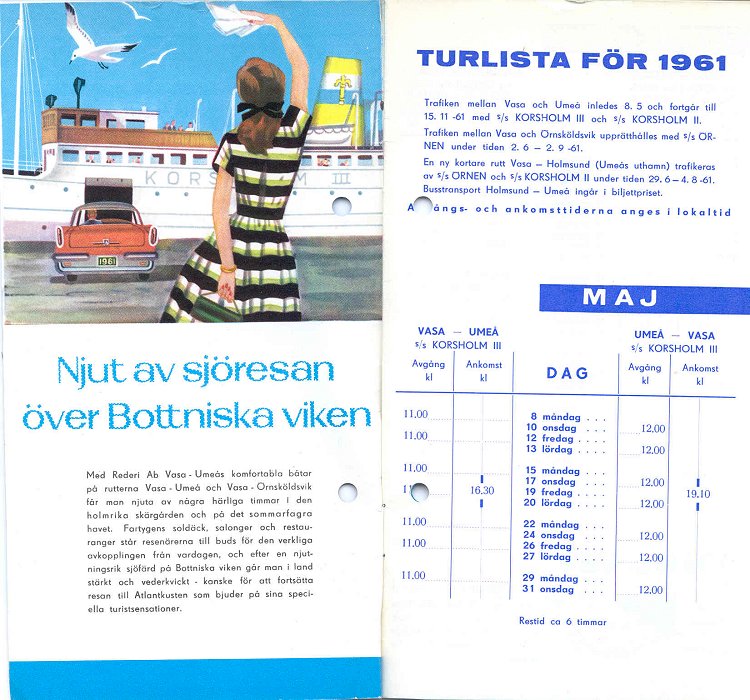 KORSHOLM III
1961
Njut av sjöresan
över Bottniska viken
Med Rederi Ab Vasa - Umeås komfortabla båtar
på rutterna Vasa - Umeå och Vasa - Ornsköldsvik
får man njuta av några härliga timmar i den
holmrika skärgården och på det sommarfagra
havet. Fartygens soldäck, salonger och restau-
ranger står resenärerna till buds för den verkliga
avkopplingen från vardagen, och efter en njut-
ningsrik sjöfärd på Bottniska viken går man i land
stärkt och vederkvickt - kanske för att fortsätta
resan till Atlantkusten som bjuder på sina speci-
ella turistsensationer.
TURLISTA FÖR 1961
Trafiken mellan Vasa och Umeå inledes 8. 5 och fortgår till
15. 11 -61 med s/s KORSHOLM III och s/s KORSHOLM II.
Trafiken mellan Vasa och Ornsköldsvik upprätthålles med s/s OR-
NEN under tiden 2. 6 – 2. 9 -61.
En ny kortare rutt Vasa – Holmsund (Umeås uthamn) trafikeras
av s/s ORNEN och s/s KORSHOLM II under tiden 29. 6 – 4. 8 -61.
Busstransport Holmsund – Umeå ingår i biljettpriset.
och ankomsttiderna anges i lokaltid
MAJ
VASA – UMEÅ
s/s KORSHOLM III
UMEÅ – VASA
s/s KORSHOLM III
Avgång kl Ankomst kl DAG Avgång kl Ankomst kl
11.00 8 måndag . . .
10 onsdag . . . 12.00
11.00 12 fredag . . .
13 lördag . . . 12.00
11.00 15 måndag . . .
17 onsdag . . . 12.00
16.30 19 fredag . . . 19.10
20 lördag . . . 12.00
11.00 22 måndag . . .
24 onsdag . . . 12.00
11.00 26 fredag . . .
27 lördag . . . 12.00
11.00 29 måndag . . .
31 onsdag . . . 12.00
Restid ca 6 timmar